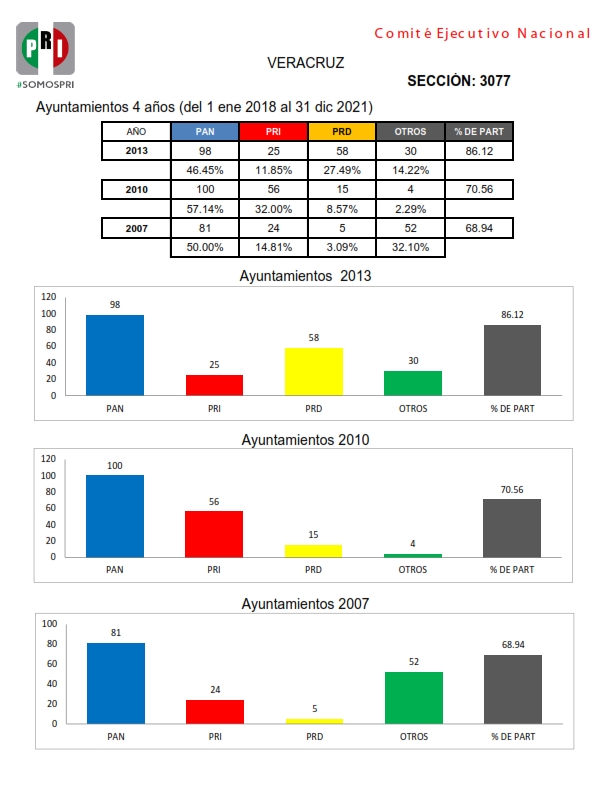 Comité Ejecutivo Nacional
PRI
#SOMOSPRI
VERACRUZ
SECCIÓN: 3077
Ayuntamientos 4 años (del 1 ene 2018 al 31 dic 2021)
AÑO PAN PRI PRD OTROS % DE PART
2013 98 25 58 30 86.12
46.45% 11.85% 27.49% 14.22%
2010 100 56 15 4 70.56
57.14% 32.00% 8.57% 2.29%
2007 81 24 5 52 68.94
50.00% 14.81% 3.09% 32.10%
Ayuntamientos 2013
120
100
80
60
40
20
0
98
25
58
30
86.12
PAN PRI PRD OTROS % DE PART
Ayuntamientos 2010
120
100
80
60
40
20
0
100
56
15
4
70.56
PAN PRI PRD OTROS % DE PART
Ayuntamientos 2007
100
80
60
40
20
0
81
24
5
52
68.94
PAN PRI PRD OTROS % DE PART